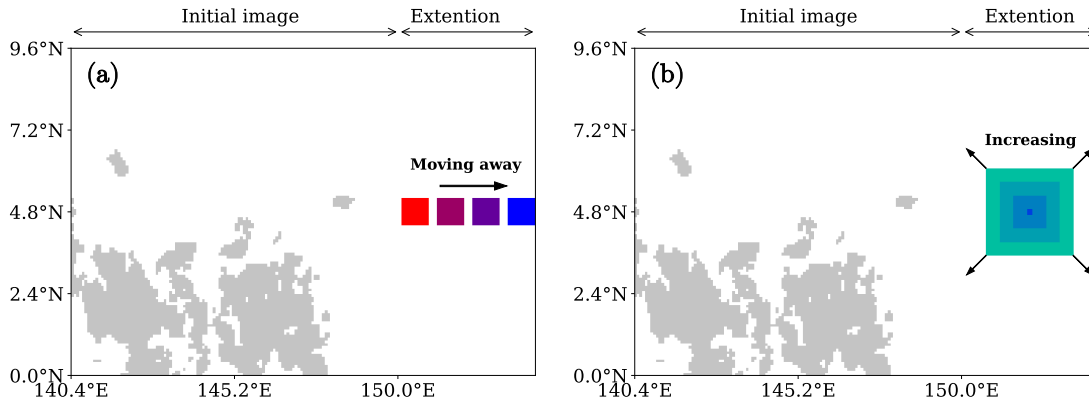 Initial image Extention
9.6°N
(a)
7.2°N
Moving away
4.8°N
2.4°N
0.0°N
140.4°E 145.2°E 150.0°E
Initial image Extention
9.6°N
(b)
7.2°N
Increasing
4.8°N
2.4°N
0.0°N
140.4°E 145.2°E 150.0°E